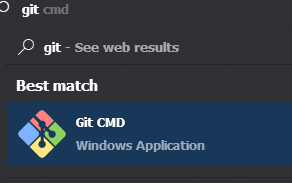 git cmd
git - See web results
Best match
Git CMD
Windows Application